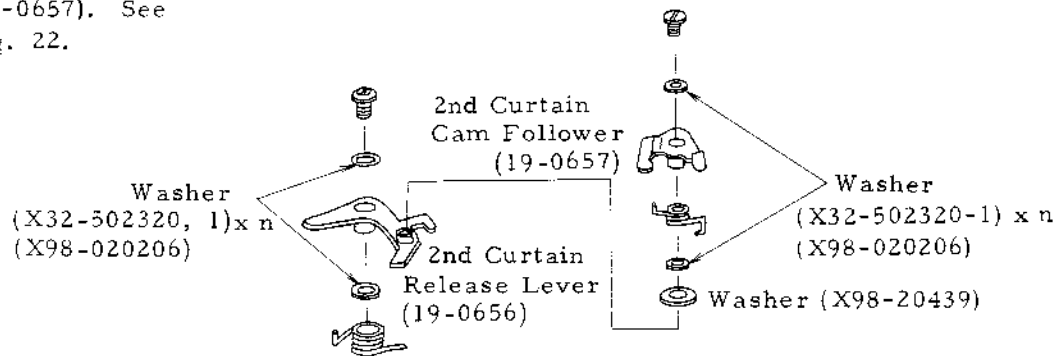 -0657). See
. 22.
2nd Curtain
Cam Follower
(19-0657)
Washer
(X32-502320, 1)x n
(X98-020206)
2nd Curtain
Release Lever
(19-0656)
Washer
(X32-502320-1) x n
(X98-020206)
Washer (X98-20439)